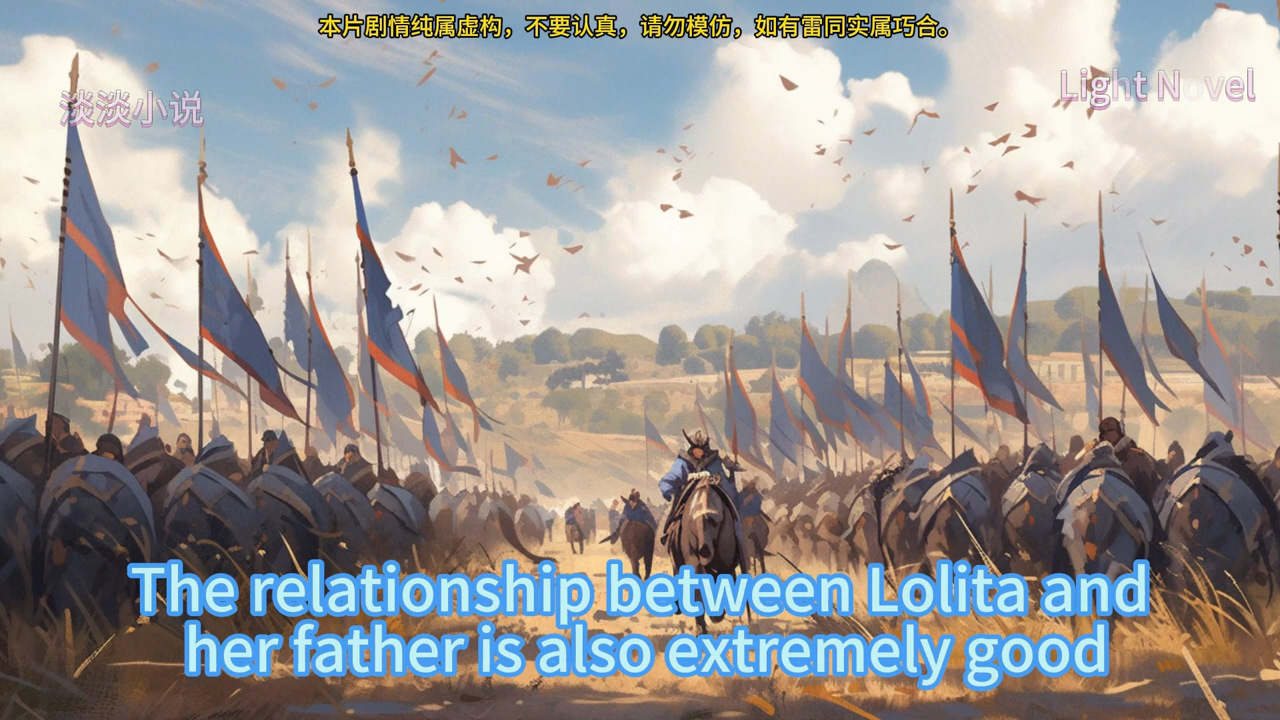 本片剧情纯属虚构，不要认真，请勿模仿，如有雷同实属巧合。
淡淡小说
Light Novel
The relationship between Lolita and
her father is also extremely good